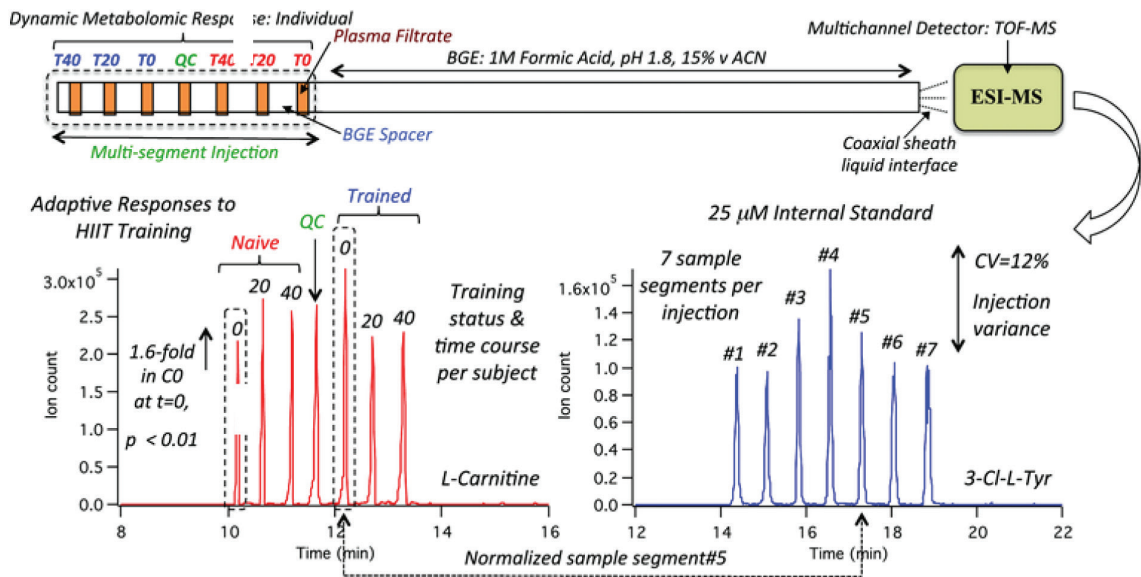 Dynamic Metabolomic Response: Individual
Plasma Filtrate
T40 T20 T0 QC T40 T20 T0
BGE: 1M Formic Acid, pH 1.8, 15% v ACN
Multichannel Detector: TOF-MS
ESI-MS
BGE Spacer
Multi-segment Injection
Coaxial sheath
liquid interface
Adaptive Responses to
HIIT Training
Naive
QC
Trained
3.0x10⁵
2.5
2.0
1.5
1.0
0.5
0.0
Ion count
0
20
40
0
20
40
1.6-fold
in C0
at t=0,
p < 0.01
Training
status &
time course
per subject
L-Carnitine
8 10 12 14 16
Time (min)
25 µM Internal Standard
7 sample
segments per
injection
1.6x10⁵
1.4
1.2
1.0
0.8
0.6
0.4
0.2
0.0
Ion count
#1
#2
#3
#4
#5
#6
#7
CV=12%
Injection
variance
3-Cl-L-Tyr
12 14 16 18 20 22
Time (min)
Normalized sample segment#5